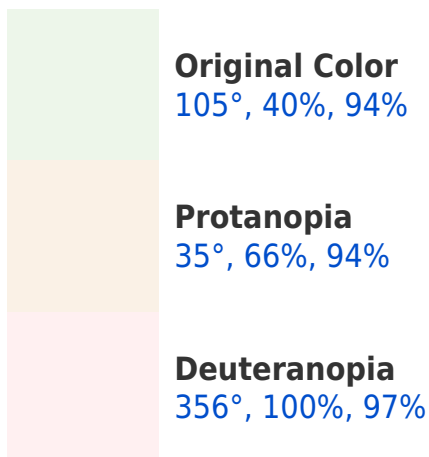 Original Color
105°, 40%, 94%
Protanopia
35°, 66%, 94%
Deuteranopia
356°, 100%, 97%